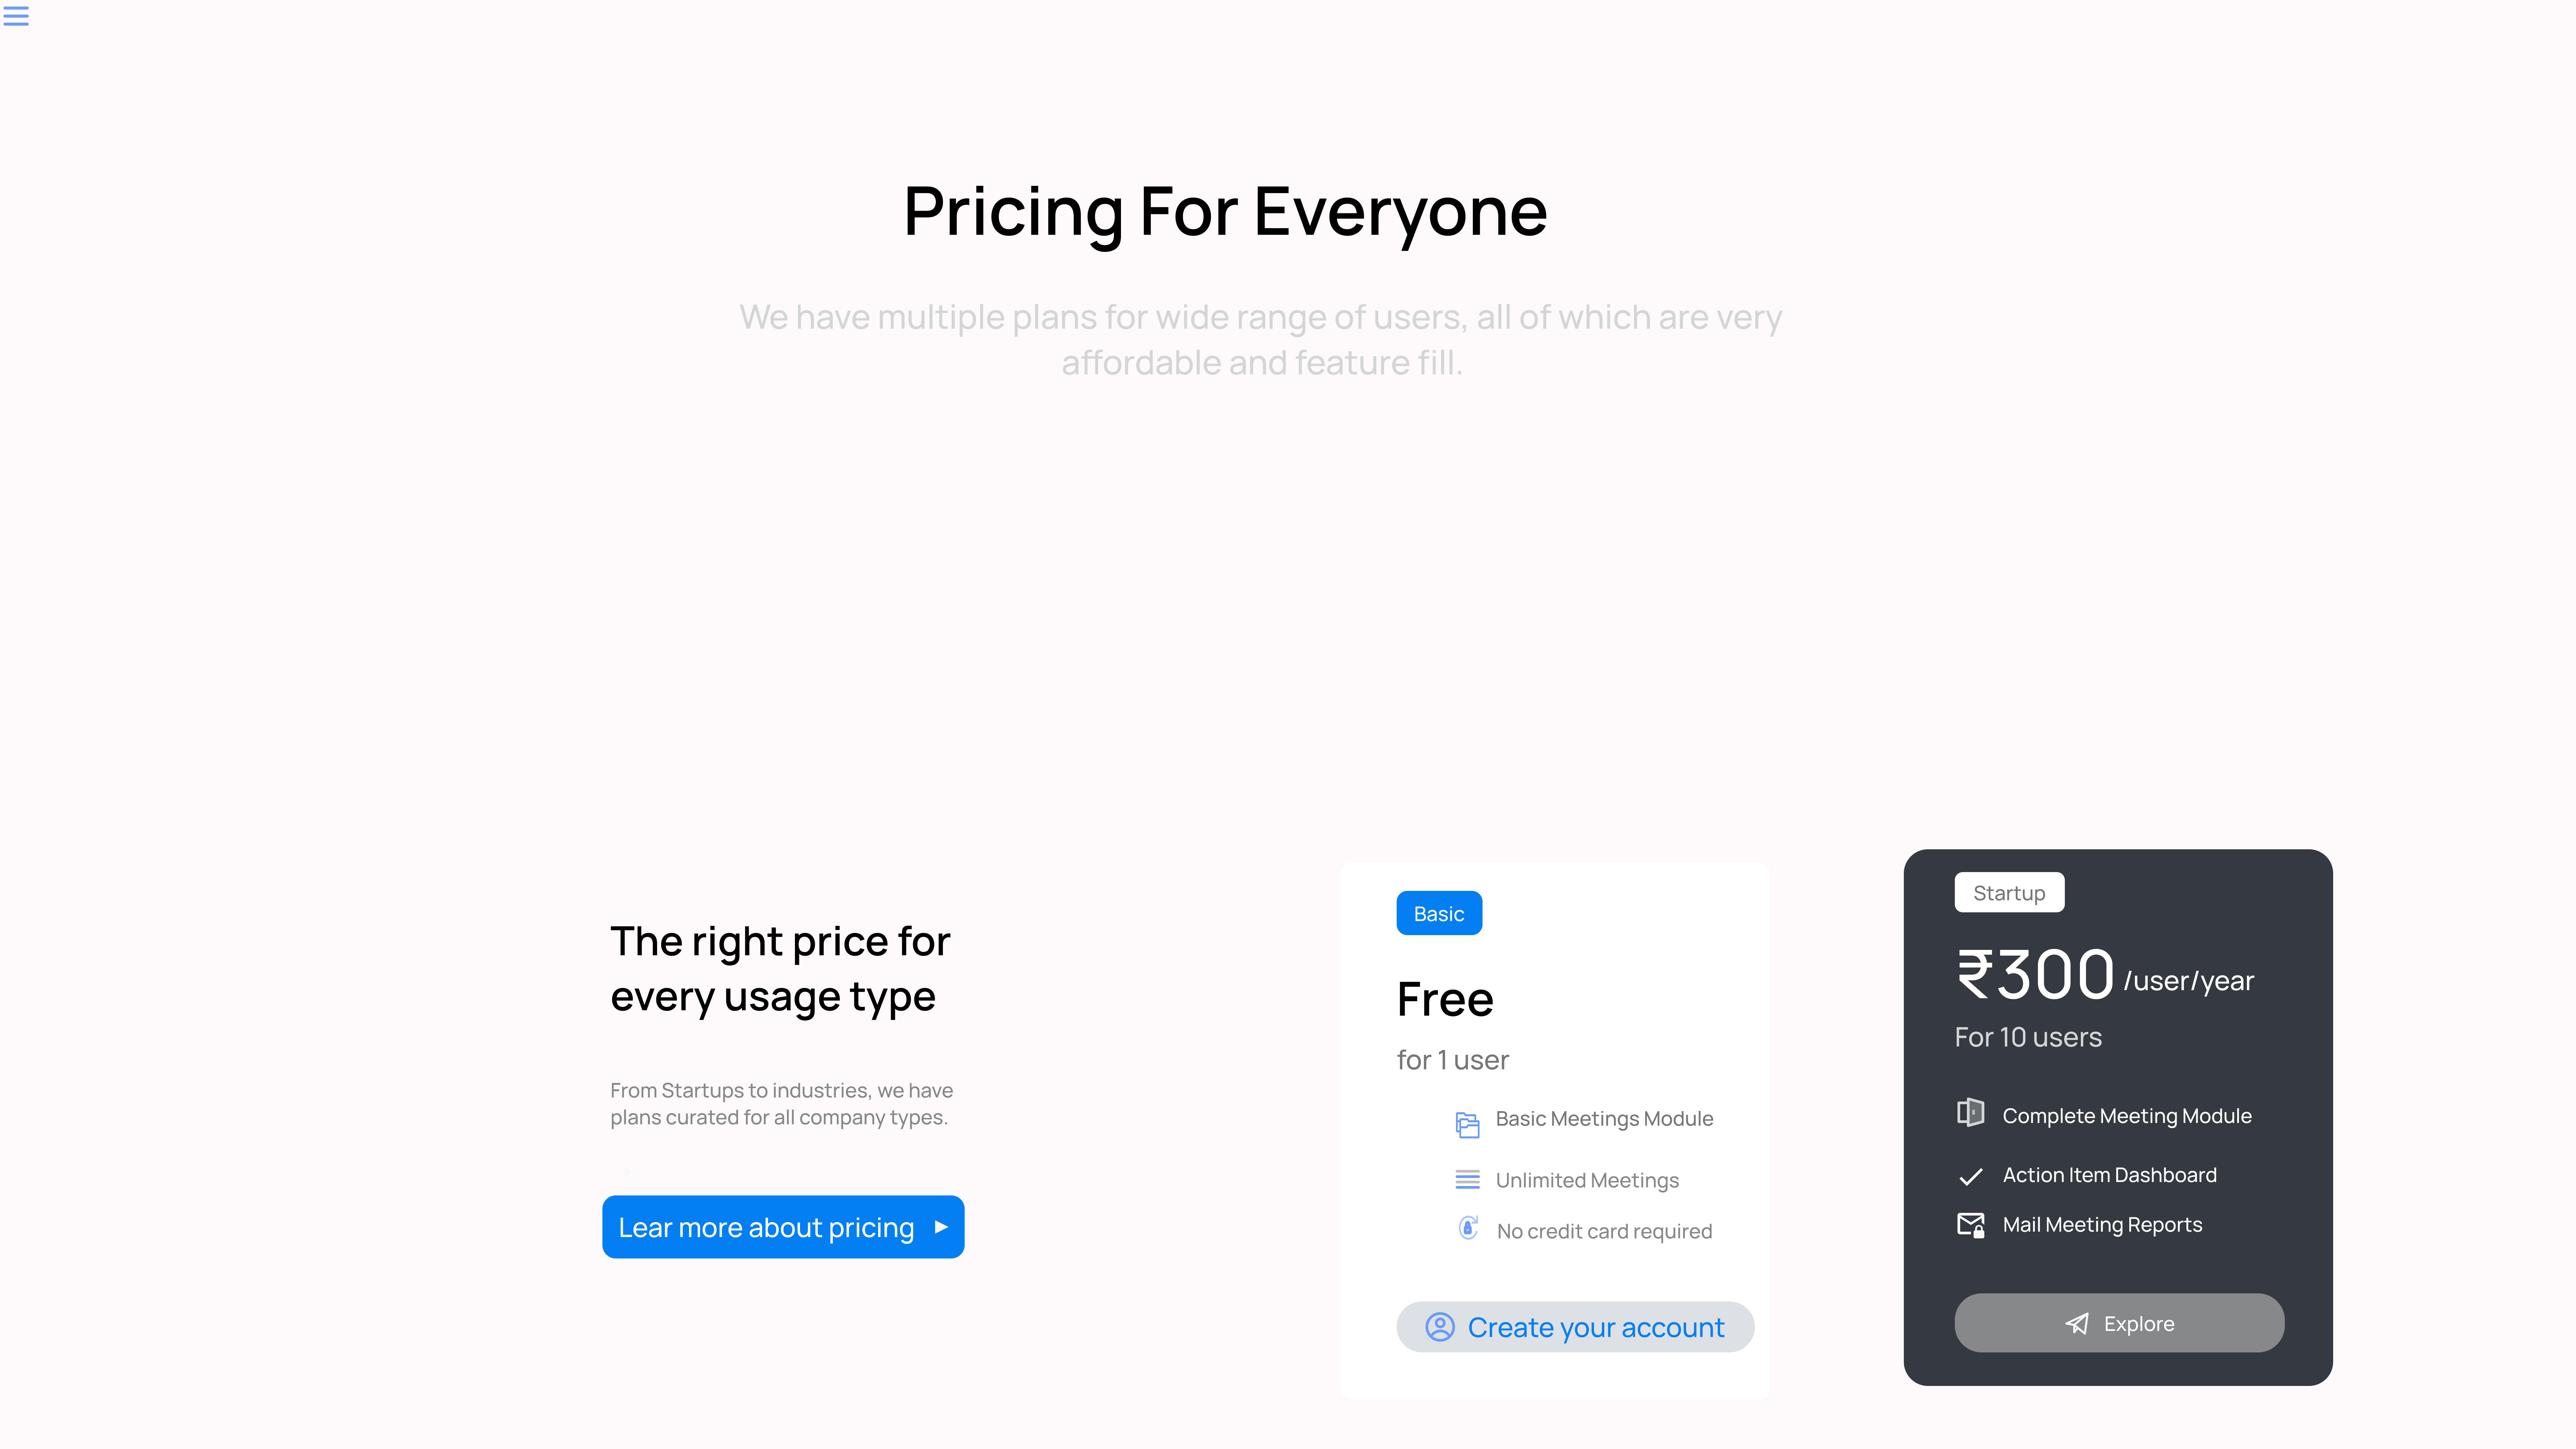 Pricing For Everyone
We have multiple plans for wide range of users, all of which are very
affordable and feature fill.
The right price for
every usage type
From Startups to industries, we have
plans curated for all company types.
Lear more about pricing
Basic
Free
for 1 user
Basic Meetings Module
Unlimited Meetings
No credit card required
Create your account
Startup
₹300 /user/year
For 10 users
Complete Meeting Module
Action Item Dashboard
Mail Meeting Reports
Explore